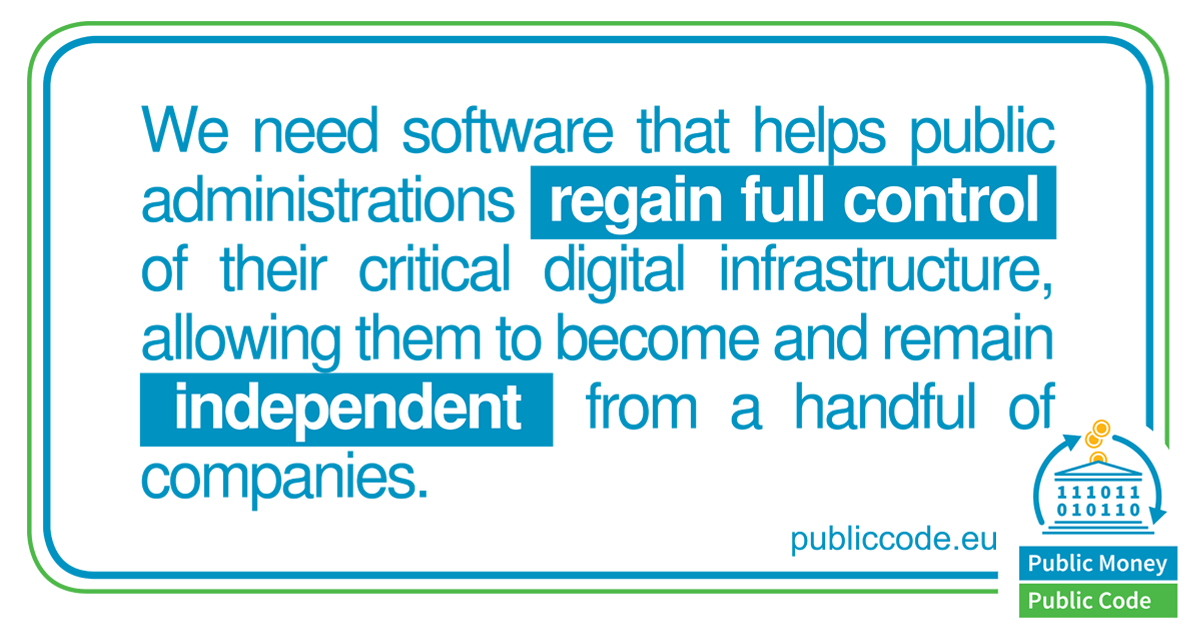 We need software that helps public
administrations regain full control
of their critical digital infrastructure,
allowing them to become and remain
independent from a handful of
companies.
111011
010110
publiccode.eu
Public Money
Public Code